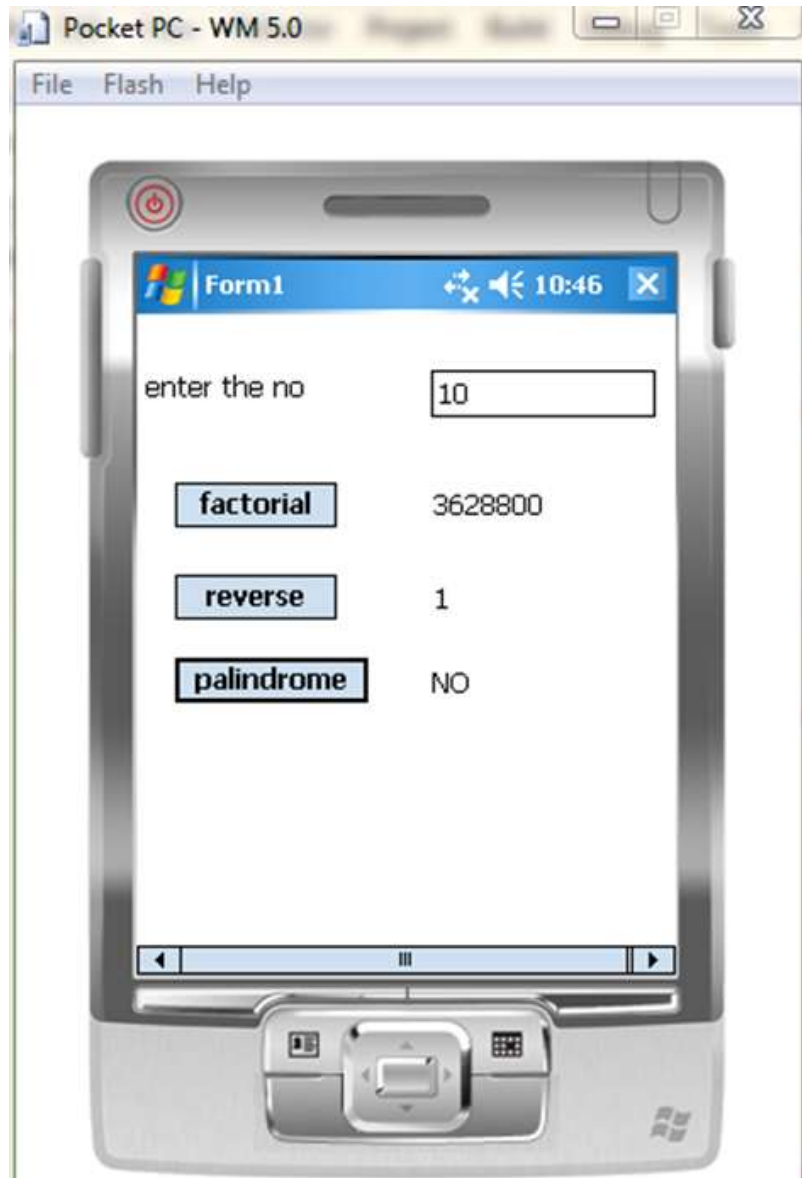 Pocket PC - WM 5.0
File Flash Help
Form1 10:46
enter the no 10
factorial 3628800
reverse 1
palindrome NO